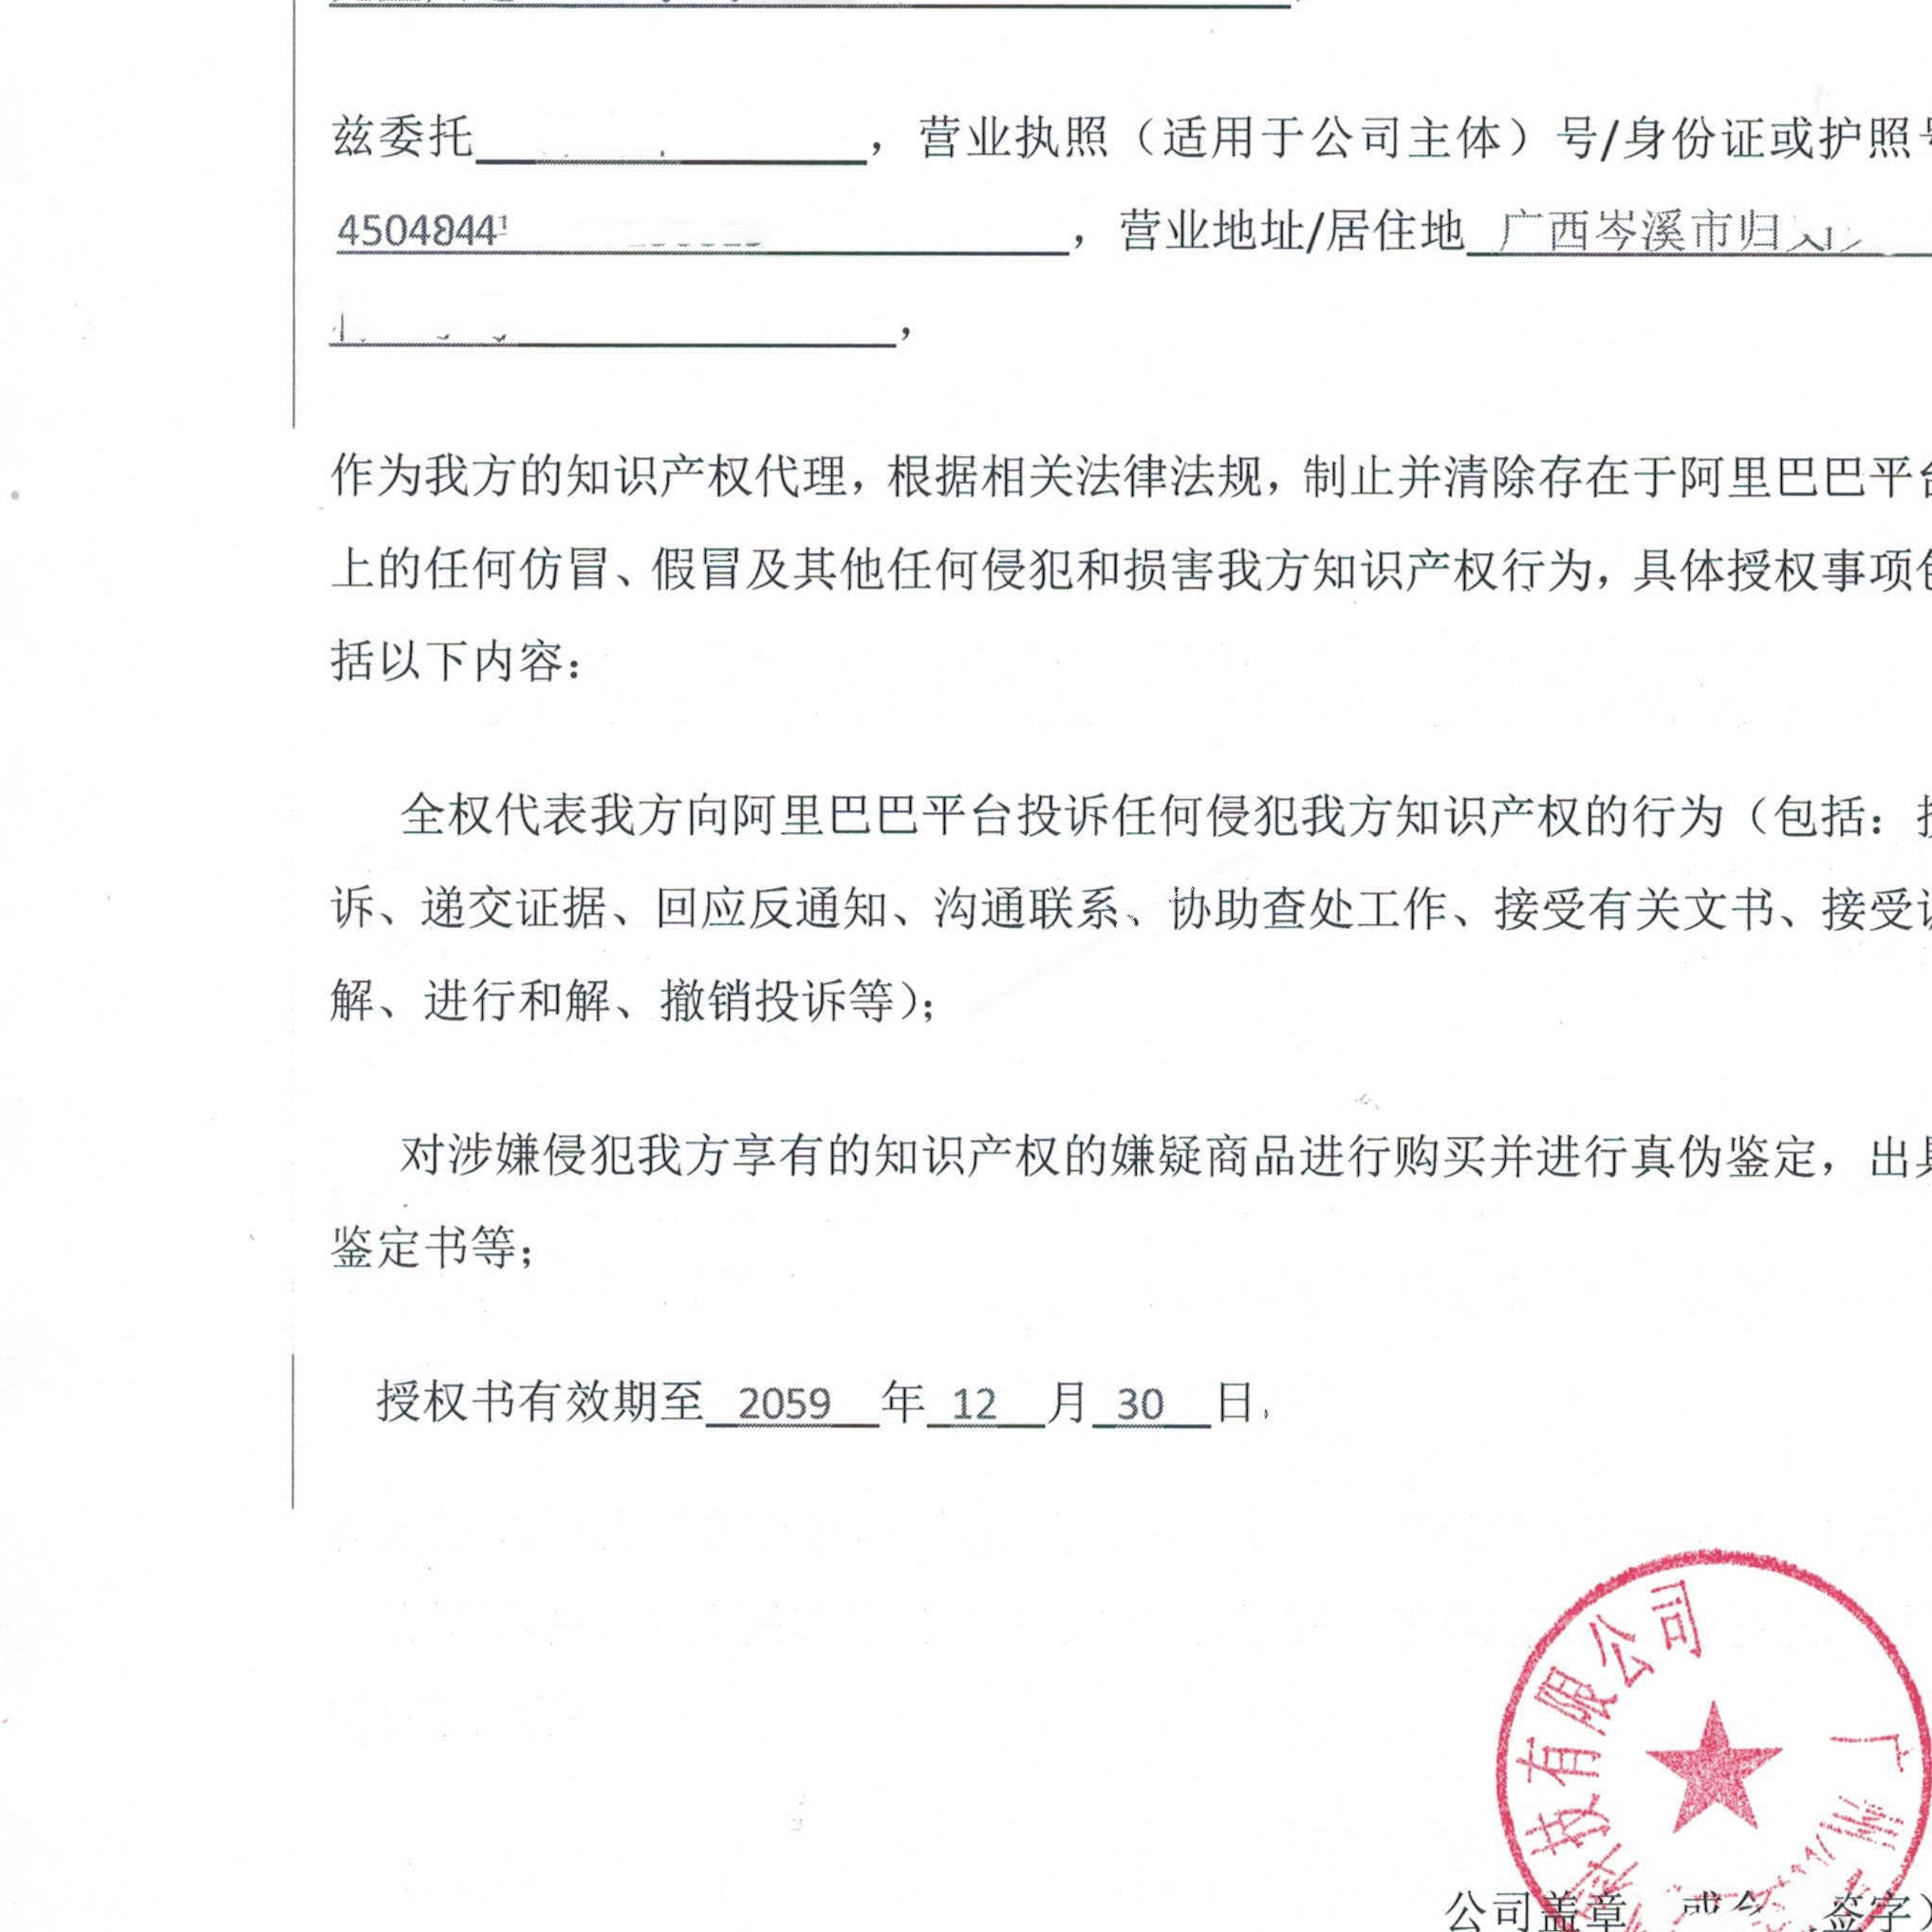 兹委托 ，营业执照（适用于公司主体）号/身份证或护照号
4504844 ，营业地址/居住地 广西岑溪市归
，
作为我方的知识产权代理，根据相关法律法规，制止并清除存在于阿里巴巴平台
上的任何仿冒、假冒及其他任何侵犯和损害我方知识产权行为，具体授权事项包
括以下内容：
全权代表我方向阿里巴巴平台投诉任何侵犯我方知识产权的行为（包括：投
诉、递交证据、回应反通知、沟通联系、协助查处工作、接受有关文书、接受调
解、进行和解、撤销投诉等）；
对涉嫌侵犯我方享有的知识产权的嫌疑商品进行购买并进行真伪鉴定，出具
鉴定书等；
授权书有效期至 2059 年 12 月 30 日，
广州 科技有限公司
公司盖章 签字）